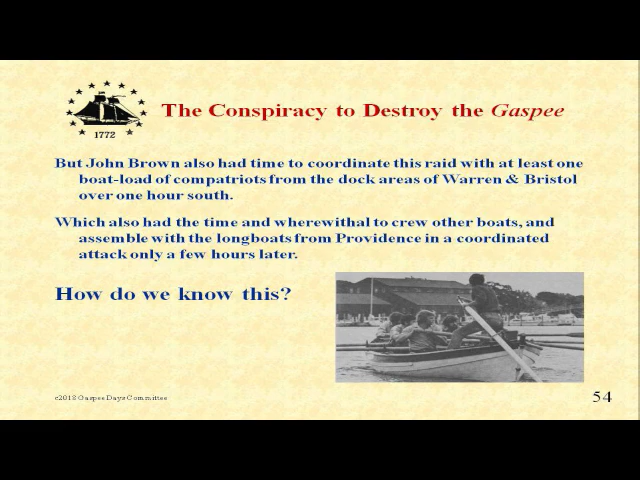 1772
The Conspiracy to Destroy the Gaspee
But John Brown also had time to coordinate this raid with at least one
boat-load of compatriots from the dock areas of Warren & Bristol
over one hour south.
Which also had the time and wherewithal to crew other boats, and
assemble with the longboats from Providence in a coordinated
attack only a few hours later.
How do we know this?
c2018 Gaspee Days Committee
54